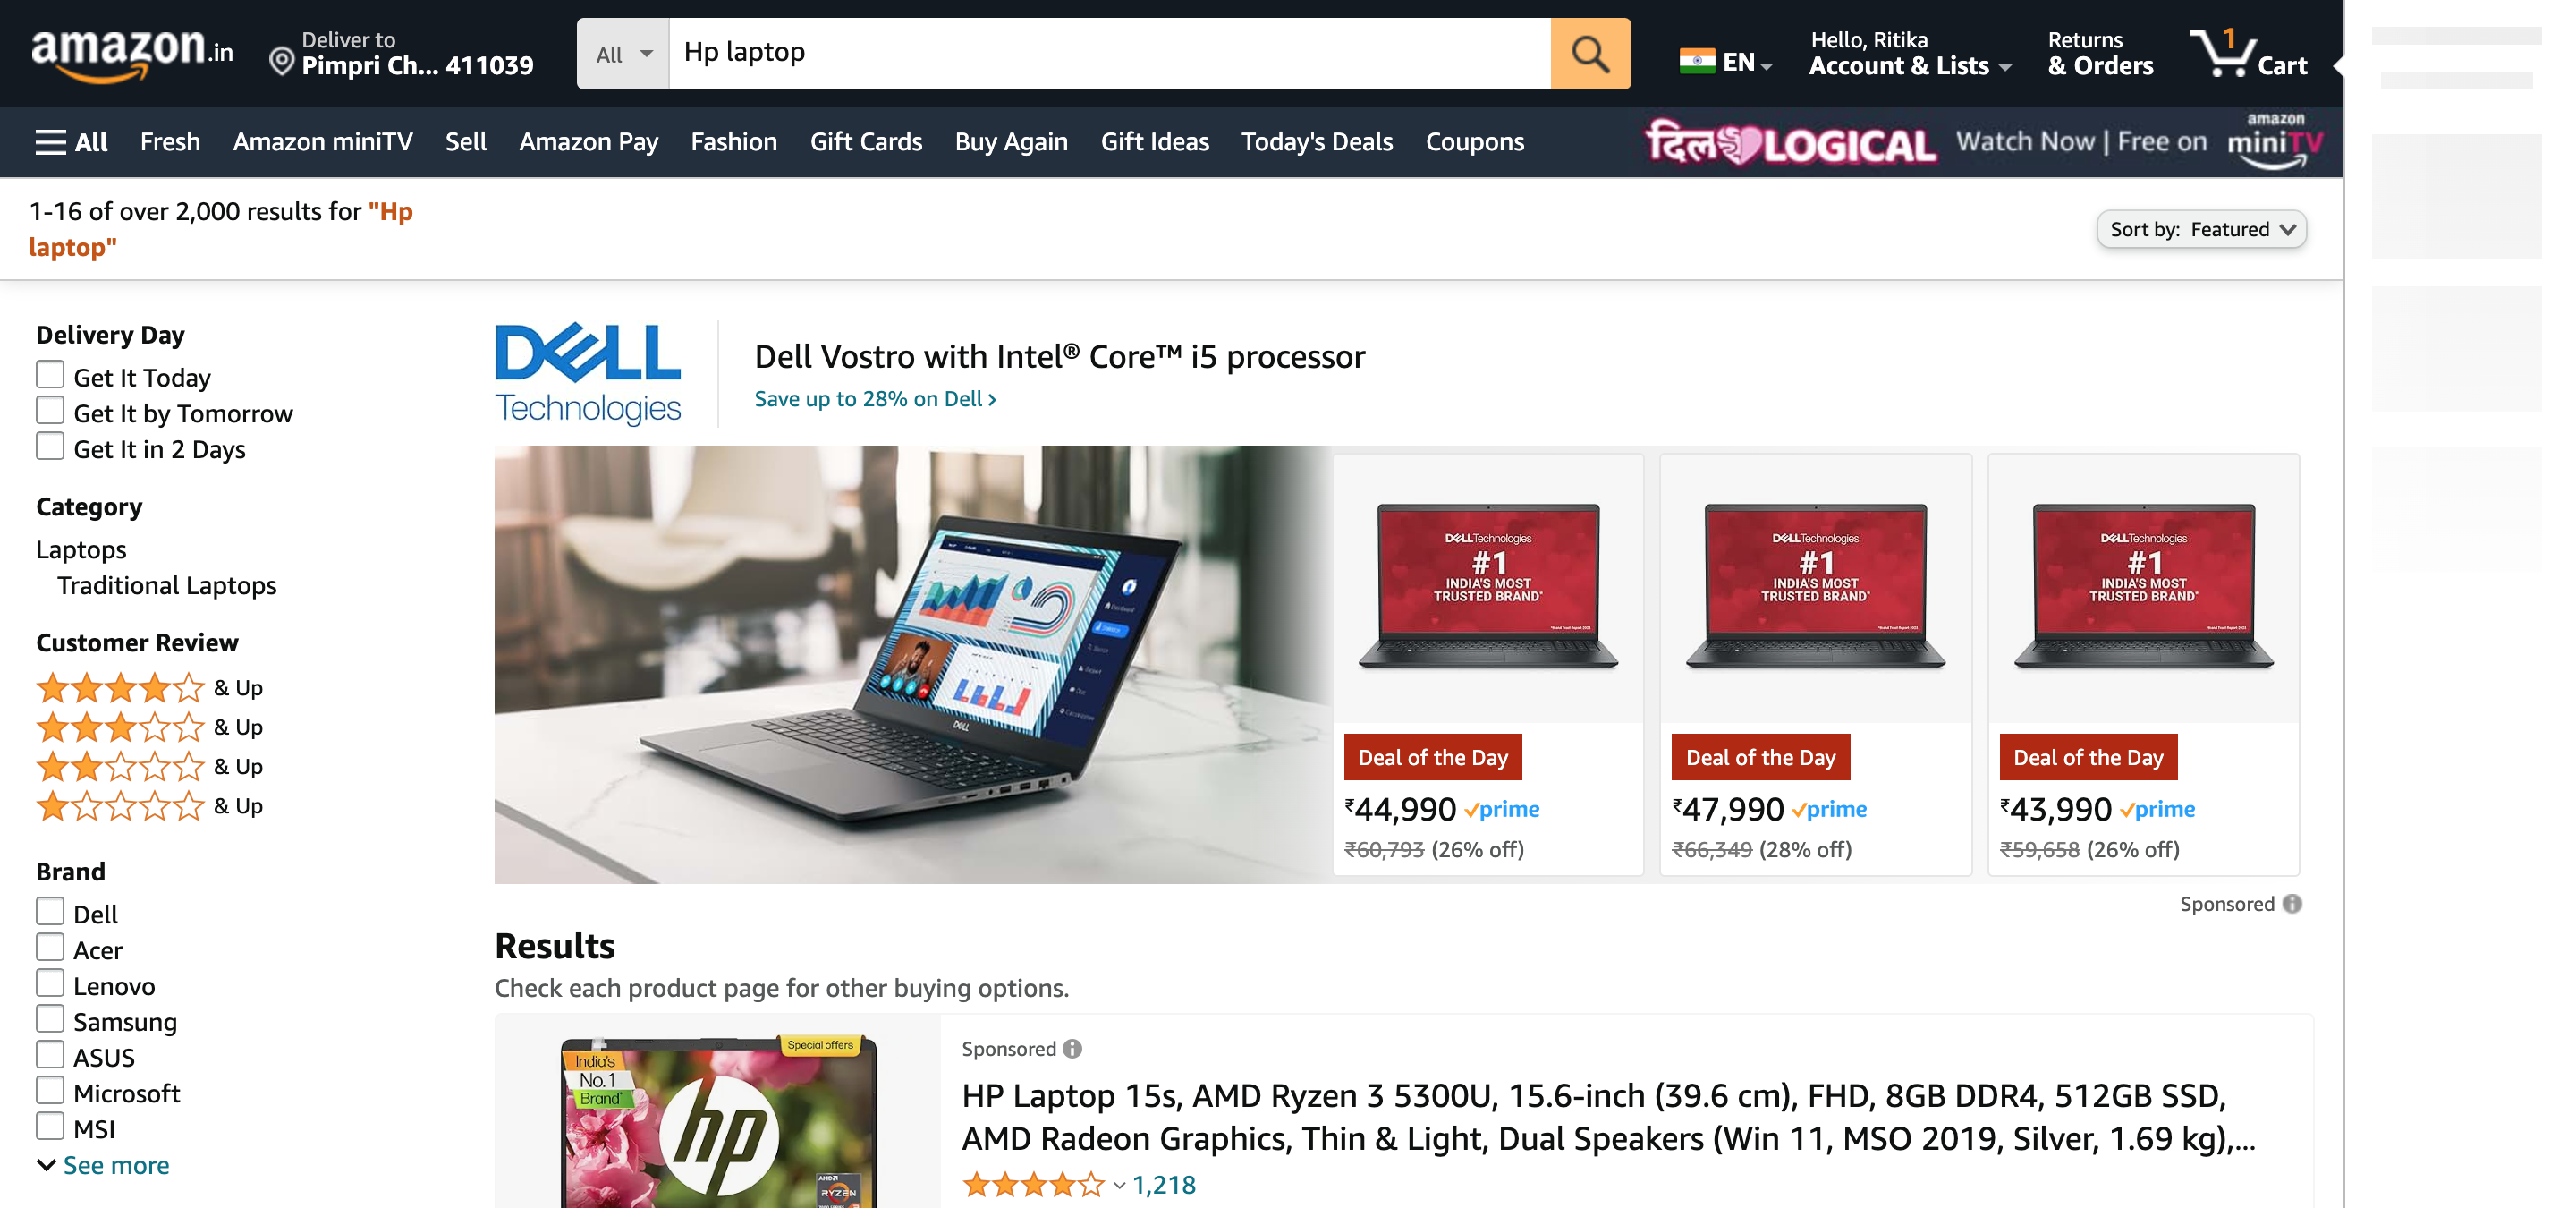 amazon.in
Deliver to
Pimpri Ch... 411039
All
Hp laptop
EN
Hello, Ritika
Account & Lists
Returns
& Orders
1
Cart
All
Fresh
Amazon miniTV
Sell
Amazon Pay
Fashion
Gift Cards
Buy Again
Gift Ideas
Today's Deals
Coupons
दिल LOGICAL
Watch Now | Free on
amazon
miniTV
1-16 of over 2,000 results for "Hp
laptop"
Sort by: Featured
Delivery Day
Get It Today
Get It by Tomorrow
Get It in 2 Days
Category
Laptops
Traditional Laptops
Customer Review
& Up
& Up
& Up
& Up
Brand
Dell
Acer
Lenovo
Samsung
ASUS
Microsoft
MSI
See more
DELL
Technologies
Dell Vostro with Intel® Core™ i5 processor
Save up to 28% on Dell ›
DELL
DELLTechnologies
#1
INDIA'S MOST
TRUSTED BRAND*
Deal of the Day
₹44,990 prime
₹60,793 (26% off)
DELLTechnologies
#1
INDIA'S MOST
TRUSTED BRAND*
Deal of the Day
₹47,990 prime
₹66,349 (28% off)
DELLTechnologies
#1
INDIA'S MOST
TRUSTED BRAND*
Deal of the Day
₹43,990 prime
₹59,658 (26% off)
Sponsored
Results
Check each product page for other buying options.
Special offers
India's
No.1
Brand*
hp
AMD
RYZEN
Sponsored
HP Laptop 15s, AMD Ryzen 3 5300U, 15.6-inch (39.6 cm), FHD, 8GB DDR4, 512GB SSD,
AMD Radeon Graphics, Thin & Light, Dual Speakers (Win 11, MSO 2019, Silver, 1.69 kg),...
1,218